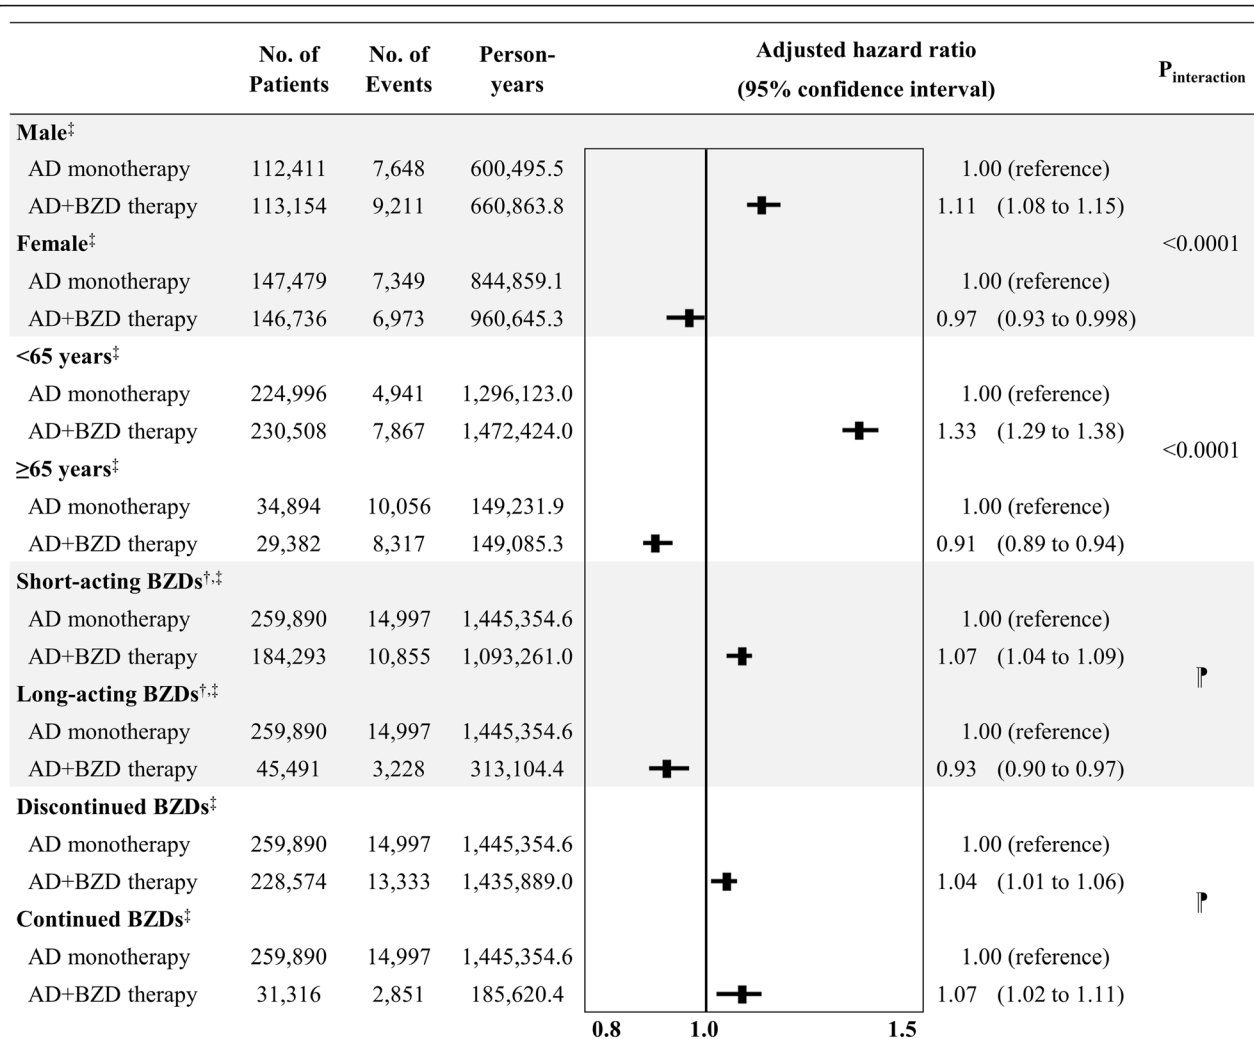 No. of Patients No. of Events Person-years Adjusted hazard ratio (95% confidence interval) P interaction
Male‡
AD monotherapy 112,411 7,648 600,495.5 1.00 (reference)
AD+BZD therapy 113,154 9,211 660,863.8 1.11 (1.08 to 1.15)
Female‡ <0.0001
AD monotherapy 147,479 7,349 844,859.1 1.00 (reference)
AD+BZD therapy 146,736 6,973 960,645.3 0.97 (0.93 to 0.998)
<65 years‡
AD monotherapy 224,996 4,941 1,296,123.0 1.00 (reference)
AD+BZD therapy 230,508 7,867 1,472,424.0 1.33 (1.29 to 1.38)
<0.0001
≥65 years‡
AD monotherapy 34,894 10,056 149,231.9 1.00 (reference)
AD+BZD therapy 29,382 8,317 149,085.3 0.91 (0.89 to 0.94)
Short-acting BZDs†,‡
AD monotherapy 259,890 14,997 1,445,354.6 1.00 (reference)
AD+BZD therapy 184,293 10,855 1,093,261.0 1.07 (1.04 to 1.09)
⁋
Long-acting BZDs†,‡
AD monotherapy 259,890 14,997 1,445,354.6 1.00 (reference)
AD+BZD therapy 45,491 3,228 313,104.4 0.93 (0.90 to 0.97)
Discontinued BZDs‡
AD monotherapy 259,890 14,997 1,445,354.6 1.00 (reference)
AD+BZD therapy 228,574 13,333 1,435,889.0 1.04 (1.01 to 1.06)
⁋
Continued BZDs‡
AD monotherapy 259,890 14,997 1,445,354.6 1.00 (reference)
AD+BZD therapy 31,316 2,851 185,620.4 1.07 (1.02 to 1.11)
0.8 1.0 1.5